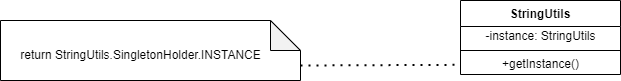 return StringUtils.SingletonHolder.INSTANCE
StringUtils
-instance: StringUtils
+getInstance()